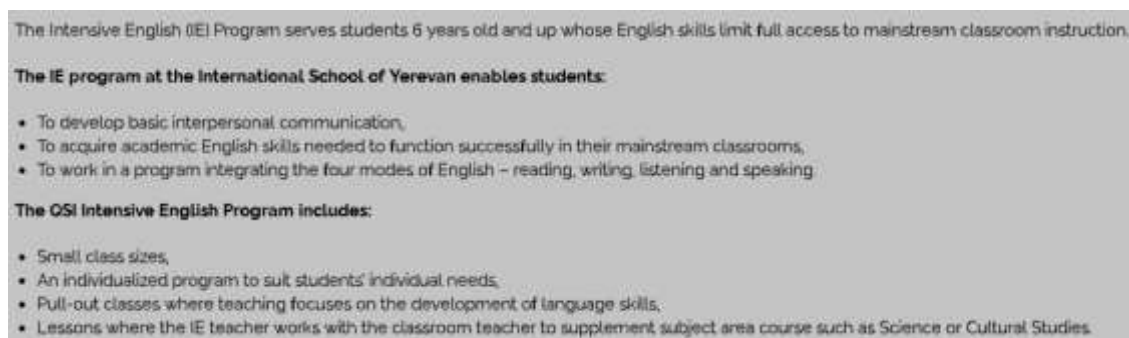 The Intensive English (IE) Program serves students 6 years old and up whose English skills limit full access to mainstream classroom instruction.
The IE program at the International School of Yerevan enables students:
• To develop basic interpersonal communication,
• To acquire academic English skills needed to function successfully in their mainstream classrooms,
• To work in a program integrating the four modes of English – reading, writing, listening and speaking.
The QSI Intensive English Program includes:
• Small class sizes,
• An individualized program to suit students' individual needs,
• Pull-out classes where teaching focuses on the development of language skills,
• Lessons where the IE teacher works with the classroom teacher to supplement subject area course such as Science or Cultural Studies.